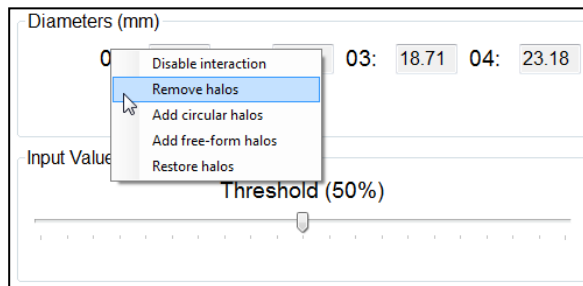 Diameters (mm)
0
03: 18.71 04: 23.18
Disable interaction
Remove halos
Add circular halos
Add free-form halos
Restore halos
Input Value
Threshold (50%)